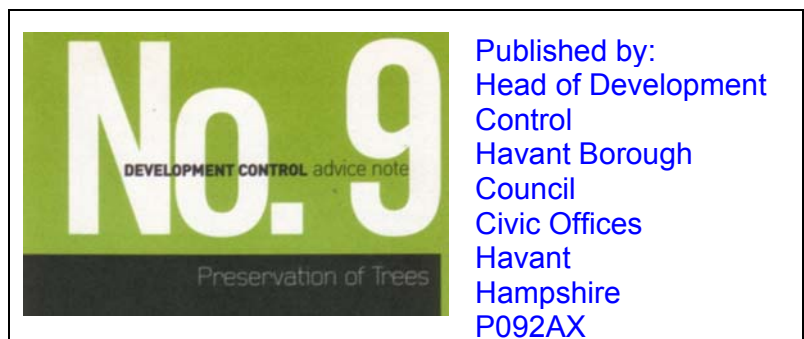 No. 9
DEVELOPMENT CONTROL advice note
Preservation of Trees
Published by:
Head of Development
Control
Havant Borough
Council
Civic Offices
Havant
Hampshire
P092AX